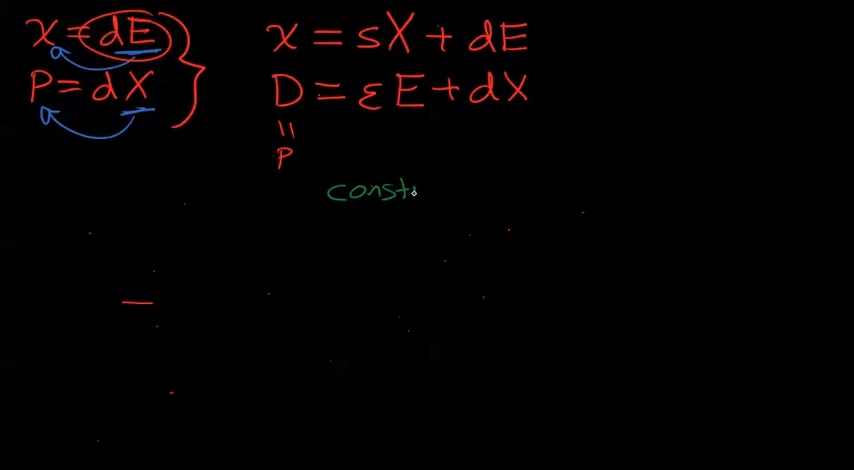 x = dE
P = dX
x = sX + dE
D = εE + dX
=
P
const